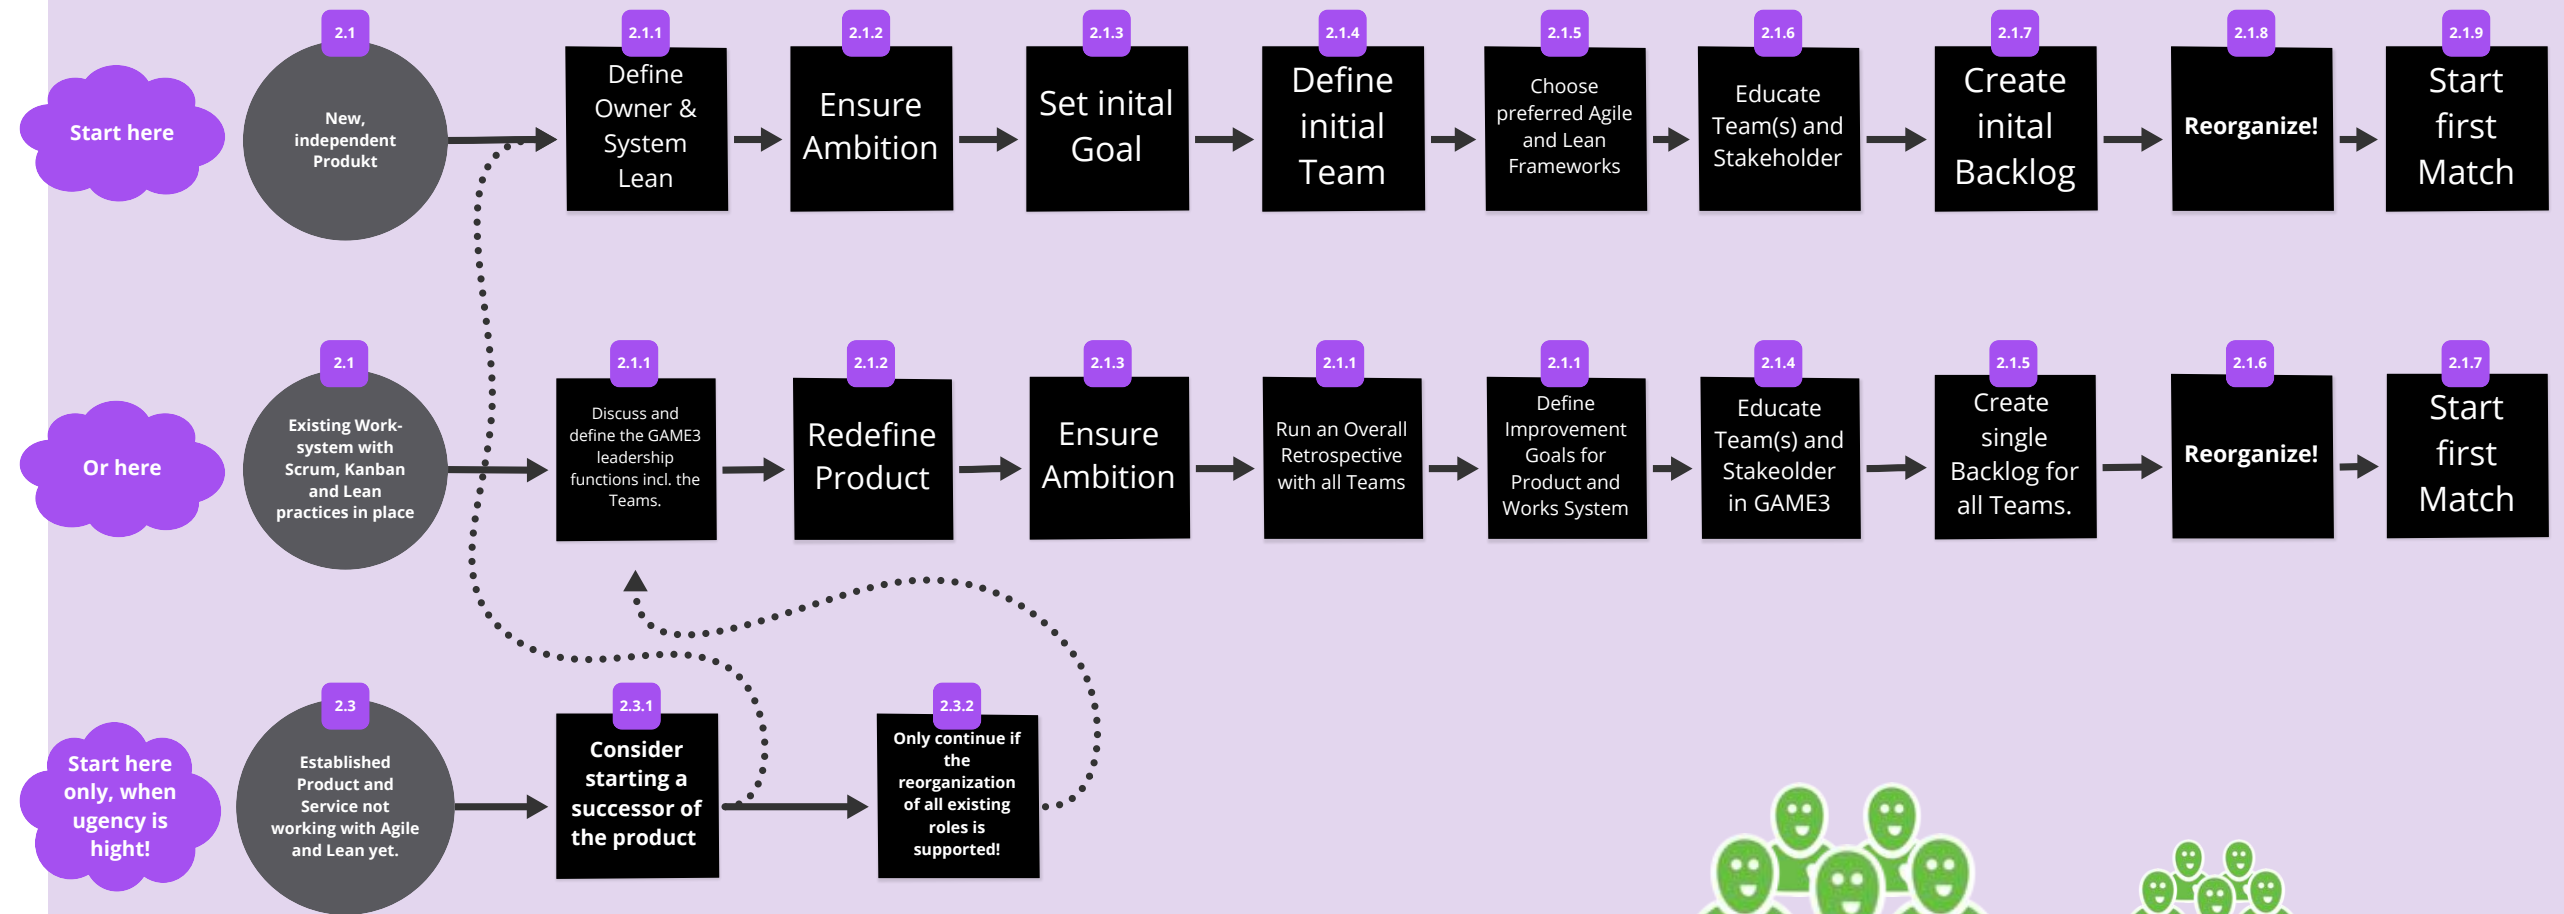 Start here
2.1
New,
independent
Produkt
2.1.1
Define
Owner &
System
Lean
2.1.2
Ensure
Ambition
2.1.3
Set inital
Goal
2.1.4
Define
initial
Team
2.1.5
Choose
preferred Agile
and Lean
Frameworks
2.1.6
Educate
Team(s) and
Stakeholder
2.1.7
Create
inital
Backlog
2.1.8
Reorganize!
2.1.9
Start
first
Match
Or here
2.1
Existing Work-
system with
Scrum, Kanban
and Lean
practices in place
2.1.1
Discuss and
define the GAME3
leadership
functions incl. the
Teams.
2.1.2
Redefine
Product
2.1.3
Ensure
Ambition
2.1.1
Run an Overall
Retrospective
with all Teams
2.1.1
Define
Improvement
Goals for
Product and
Works System
2.1.4
Educate
Team(s) and
Stakeolder
in GAME3
2.1.5
Create
single
Backlog for
all Teams.
2.1.6
Reorganize!
2.1.7
Start
first
Match
Start here
only, when
ugency is
hight!
2.3
Established
Product and
Service not
working with Agile
and Lean yet.
2.3.1
Consider
starting a
successor of
the product
2.3.2
Only continue if
the
reorganization
of all existing
roles is
supported!